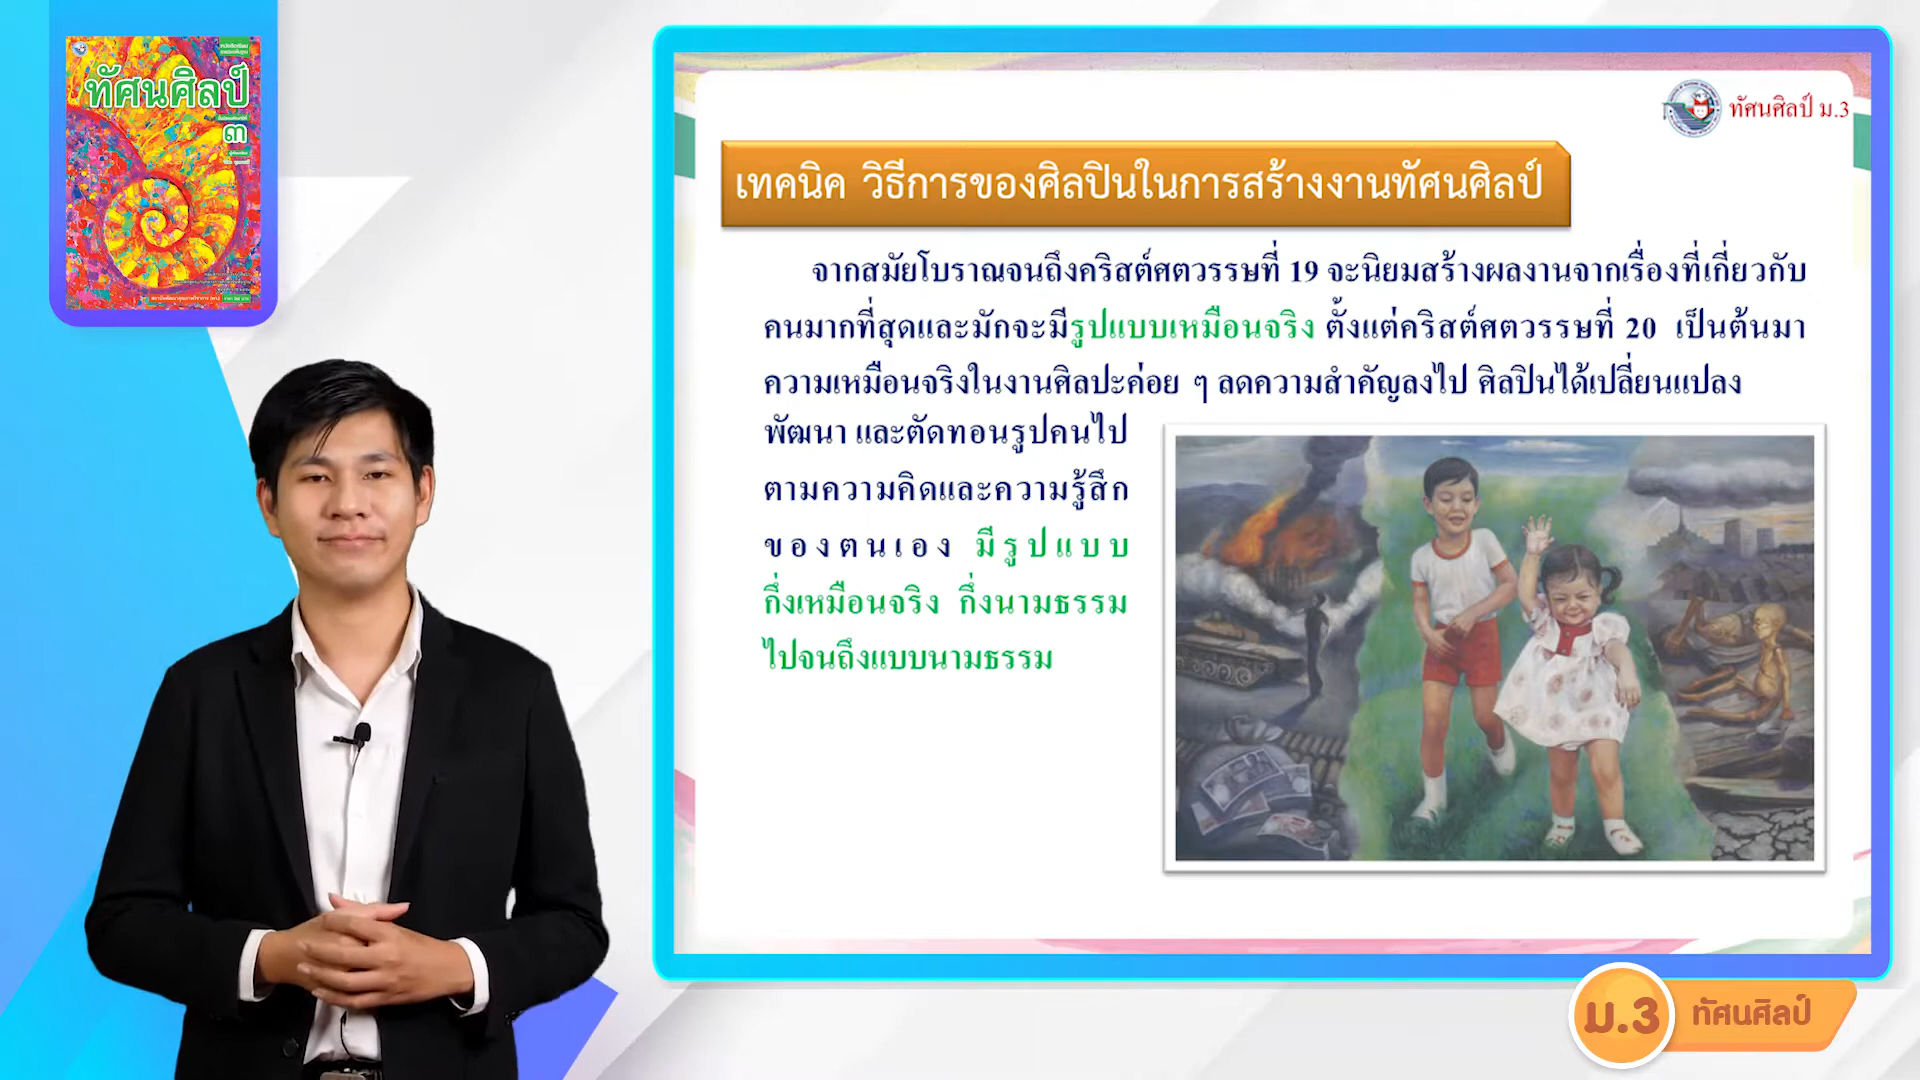 หนังสือเรียน
ทัศนศิลป์
๓
ทัศนศิลป์ ม.3
เทคนิค วิธีการของศิลปินในการสร้างงานทัศนศิลป์
จากสมัยโบราณจนถึงคริสต์ศตวรรษที่ 19 จะนิยมสร้างผลงานจากเรื่องที่เกี่ยวกับ
คนมากที่สุดและมักจะมีรูปแบบเหมือนจริง ตั้งแต่คริสต์ศตวรรษที่ 20 เป็นต้นมา
ความเหมือนจริงในงานศิลปะค่อย ๆ ลดความสำคัญลงไป ศิลปินได้เปลี่ยนแปลง
พัฒนา และตัดทอนรูปคนไป
ตามความคิดและความรู้สึก
ของตนเอง มีรูปแบบ
กึ่งเหมือนจริง กึ่งนามธรรม
ไปจนถึงแบบนามธรรม
ม.3 ทัศนศิลป์